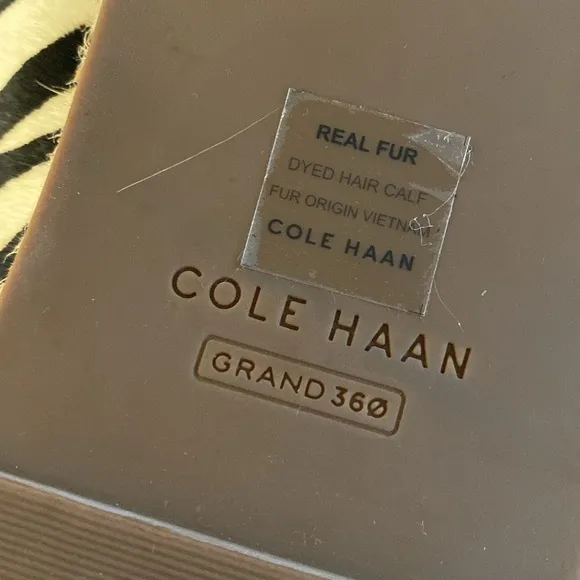 REAL FUR
DYED HAIR CALF
FUR ORIGIN VIETNAM
COLE HAAN
COLE HAAN
GRAND 36Ø